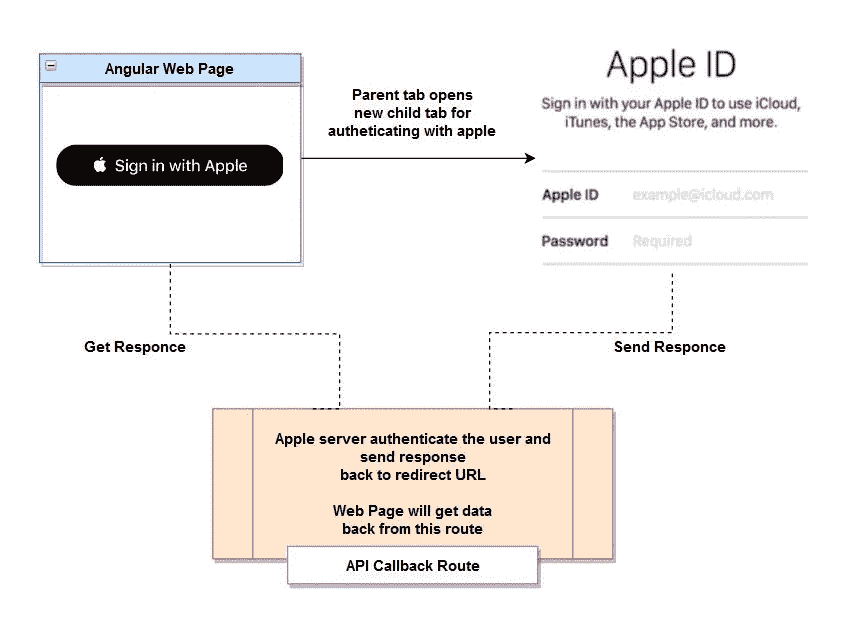 Angular Web Page
Sign in with Apple
Parent tab opens
new child tab for
autheticating with apple
Apple ID
Sign in with your Apple ID to use iCloud,
iTunes, the App Store, and more.
Apple ID example@icloud.com
Password Required
Get Responce
Send Responce
Apple server authenticate the user and
send response
back to redirect URL
Web Page will get data
back from this route
API Callback Route